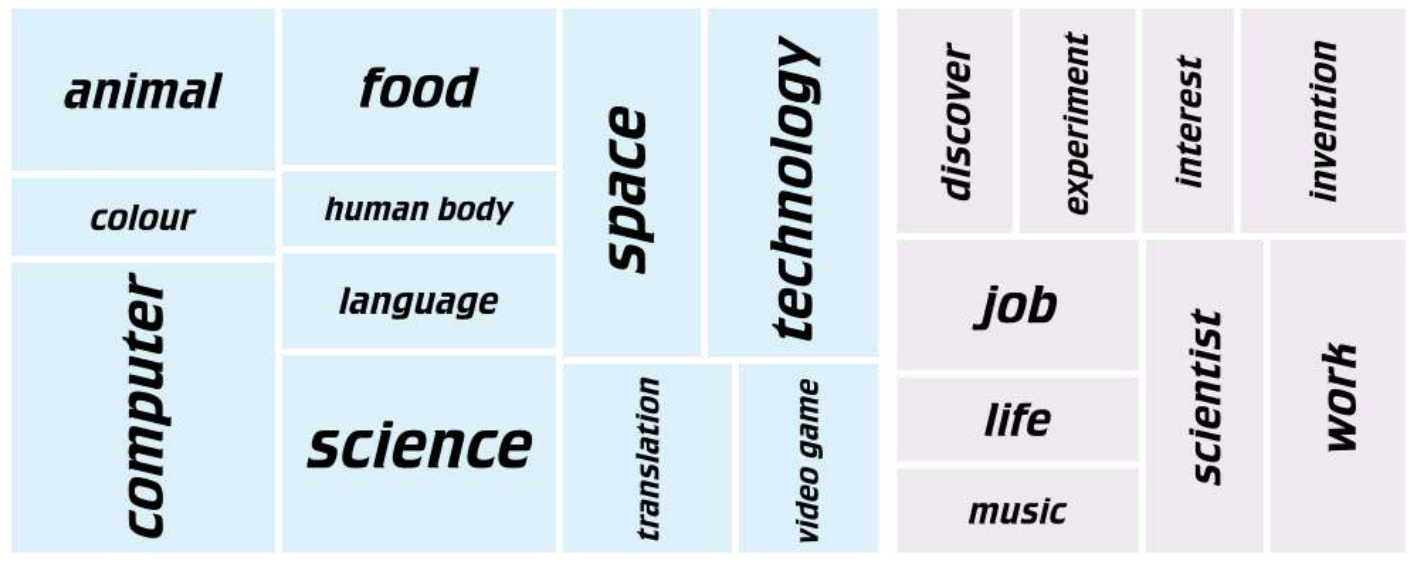 animal
colour
computer
food
human body
language
science
space
technology
translation
video game
discover
experiment
interest
invention
job
life
music
scientist
work